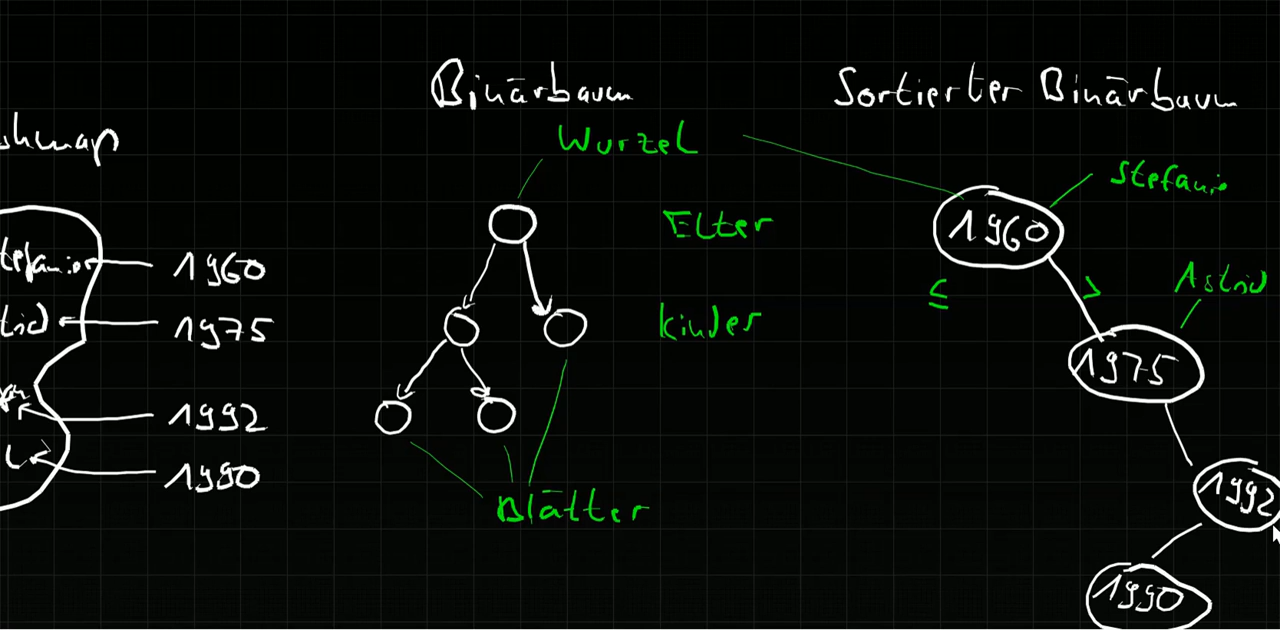 Binärbaum
Sortierter Binärbaum
Wurzel
Stefanie
1960
Elter
1960
≤
>
Astrid
1975
Kinder
1975
1992
1990
Blätter
1992
1990